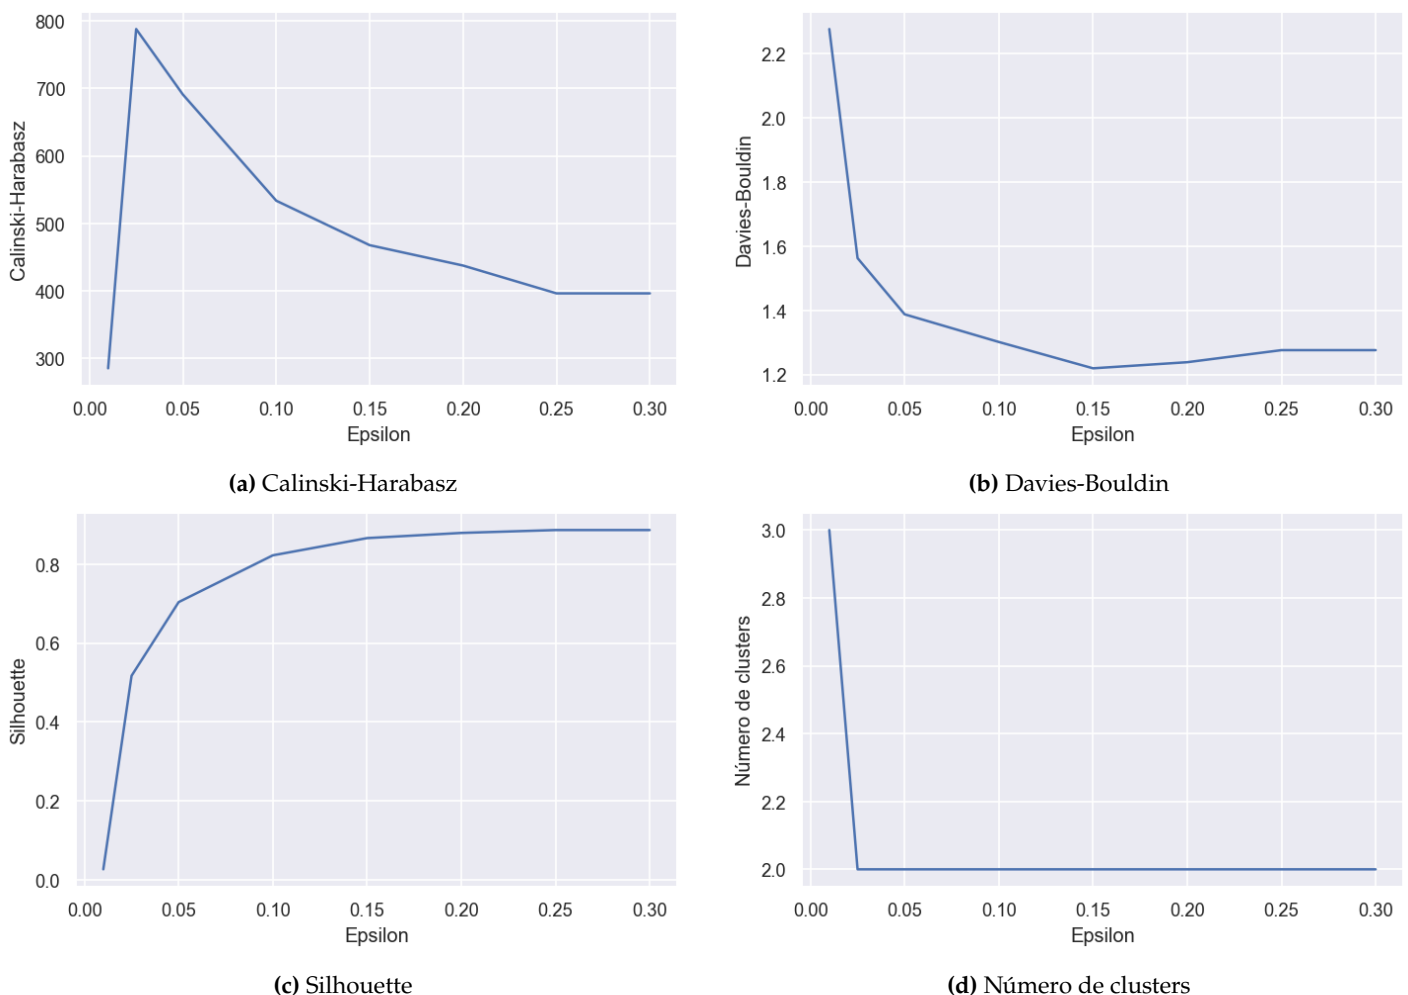 800
700
600
500
400
300
Calinski-Harabasz
0.00 0.05 0.10 0.15 0.20 0.25 0.30
Epsilon
(a) Calinski-Harabasz
2.2
2.0
1.8
1.6
1.4
1.2
Davies-Bouldin
0.00 0.05 0.10 0.15 0.20 0.25 0.30
Epsilon
(b) Davies-Bouldin
0.8
0.6
0.4
0.2
0.0
Silhouette
0.00 0.05 0.10 0.15 0.20 0.25 0.30
Epsilon
(c) Silhouette
3.0
2.8
2.6
2.4
2.2
2.0
Número de clusters
0.00 0.05 0.10 0.15 0.20 0.25 0.30
Epsilon
(d) Número de clusters